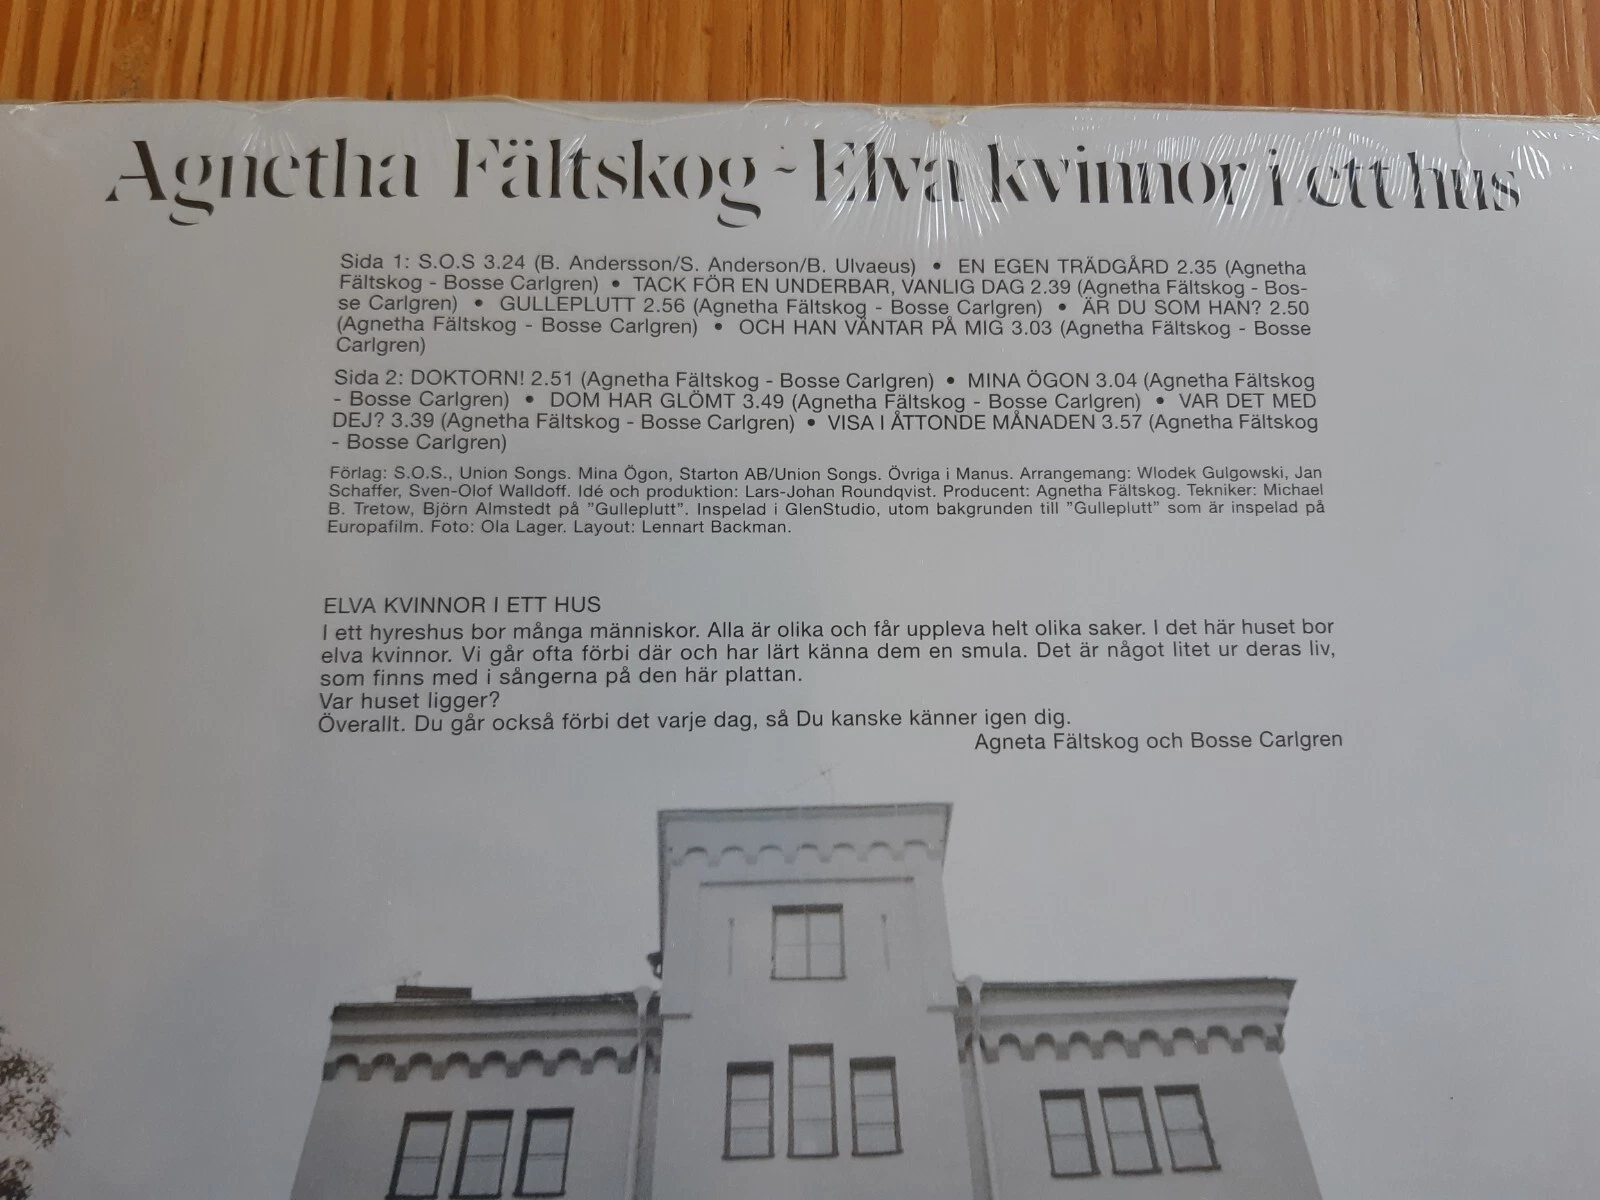 Agnetha Fältskog ~ Elva kvinnor i ett hus
Sida 1: S.O.S 3.24 (B. Andersson/S. Anderson/B. Ulvaeus) • EN EGEN TRÄDGÅRD 2.35 (Agnetha
Fältskog - Bosse Carlgren) • TACK FÖR EN UNDERBAR, VANLIG DAG 2.39 (Agnetha Fältskog - Bos-
se Carlgren) • GULLEPLUTT 2.56 (Agnetha Fältskog - Bosse Carlgren) • ÄR DU SOM HAN? 2.50
(Agnetha Fältskog - Bosse Carlgren) • OCH HAN VÄNTAR PÅ MIG 3.03 (Agnetha Fältskog - Bosse
Carlgren)
Sida 2: DOKTORN! 2.51 (Agnetha Fältskog - Bosse Carlgren) • MINA ÖGON 3.04 (Agnetha Fältskog
- Bosse Carlgren) • DOM HAR GLÖMT 3.49 (Agnetha Fältskog - Bosse Carlgren) • VAR DET MED
DEJ? 3.39 (Agnetha Fältskog - Bosse Carlgren) • VISA I ÅTTONDE MÅNADEN 3.57 (Agnetha Fältskog
- Bosse Carlgren)
Förlag: S.O.S., Union Songs. Mina Ögon, Starton AB/Union Songs. Övriga i Manus. Arrangemang: Wlodek Gulgowski, Jan
Schaffer, Sven-Olof Walldoff. Idé och produktion: Lars-Johan Roundqvist. Producent: Agnetha Fältskog. Tekniker: Michael
B. Tretow, Björn Almstedt på ”Gulleplutt”. Inspelad i GlenStudio, utom bakgrunden till ”Gulleplutt” som är inspelad på
Europafilm. Foto: Ola Lager. Layout: Lennart Backman.
ELVA KVINNOR I ETT HUS
I ett hyreshus bor många människor. Alla är olika och får uppleva helt olika saker. I det här huset bor
elva kvinnor. Vi går ofta förbi där och har lärt känna dem en smula. Det är något litet ur deras liv,
som finns med i sångerna på den här plattan.
Var huset ligger?
Överallt. Du går också förbi det varje dag, så Du kanske känner igen dig.
Agneta Fältskog och Bosse Carlgren